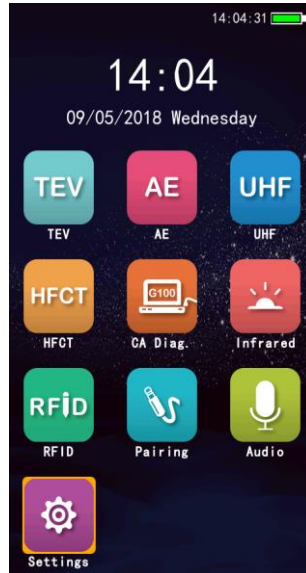 14:04:31
14:04
09/05/2018 Wednesday
TEV AE UHF
TEV AE UHF
HFCT G100
HFCT CA Diag. Infrared
RFiD
RFID Pairing Audio
Settings